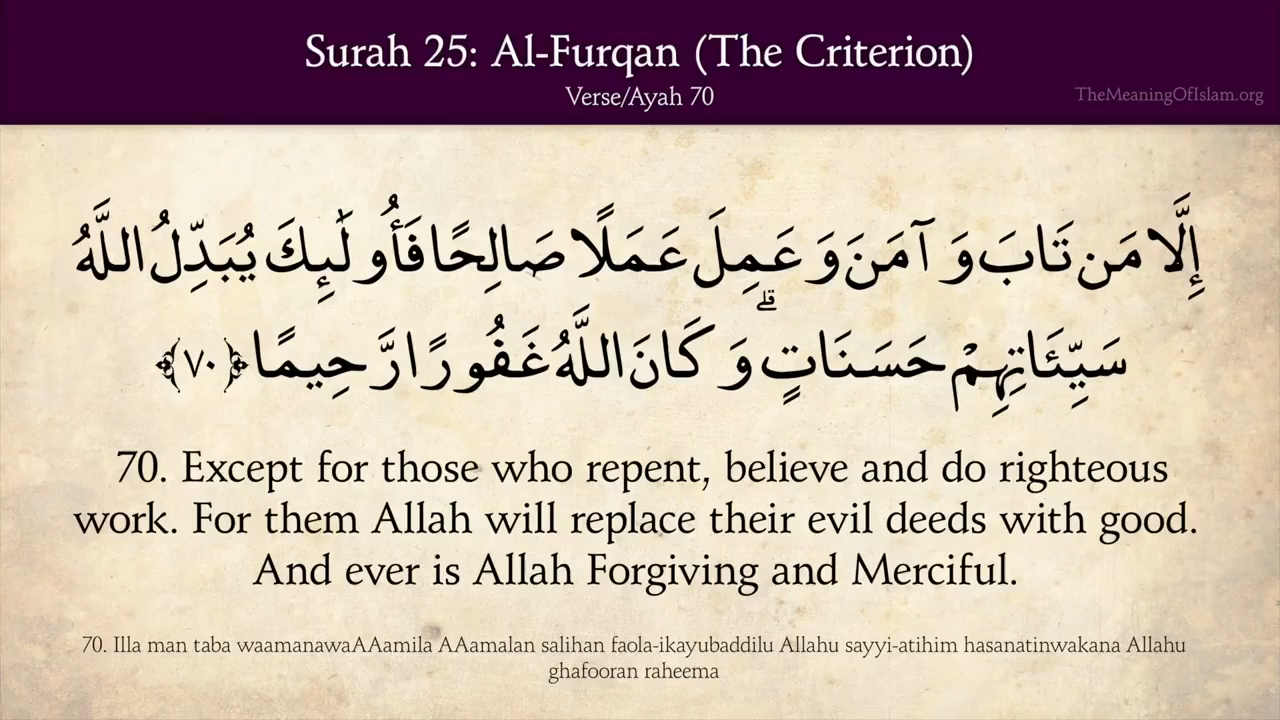 Surah 25: Al-Furqan (The Criterion)
Verse/Ayah 70
TheMeaningOfIslam.org
إِلَّا مَن تَابَ وَآمَنَ وَعَمِلَ عَمَلًا صَالِحًا فَأُولَٰئِكَ يُبَدِّلُ اللَّهُ
سَيِّئَاتِهِمْ حَسَنَاتٍ ۗ وَكَانَ اللَّهُ غَفُورًا رَّحِيمًا ﴿٧٠﴾
70. Except for those who repent, believe and do righteous
work. For them Allah will replace their evil deeds with good.
And ever is Allah Forgiving and Merciful.
70. Illa man taba waamanawaAAamila AAamalan salihan faola-ikayubaddilu Allahu sayyi-atihim hasanatinwakana Allahu
ghafooran raheema